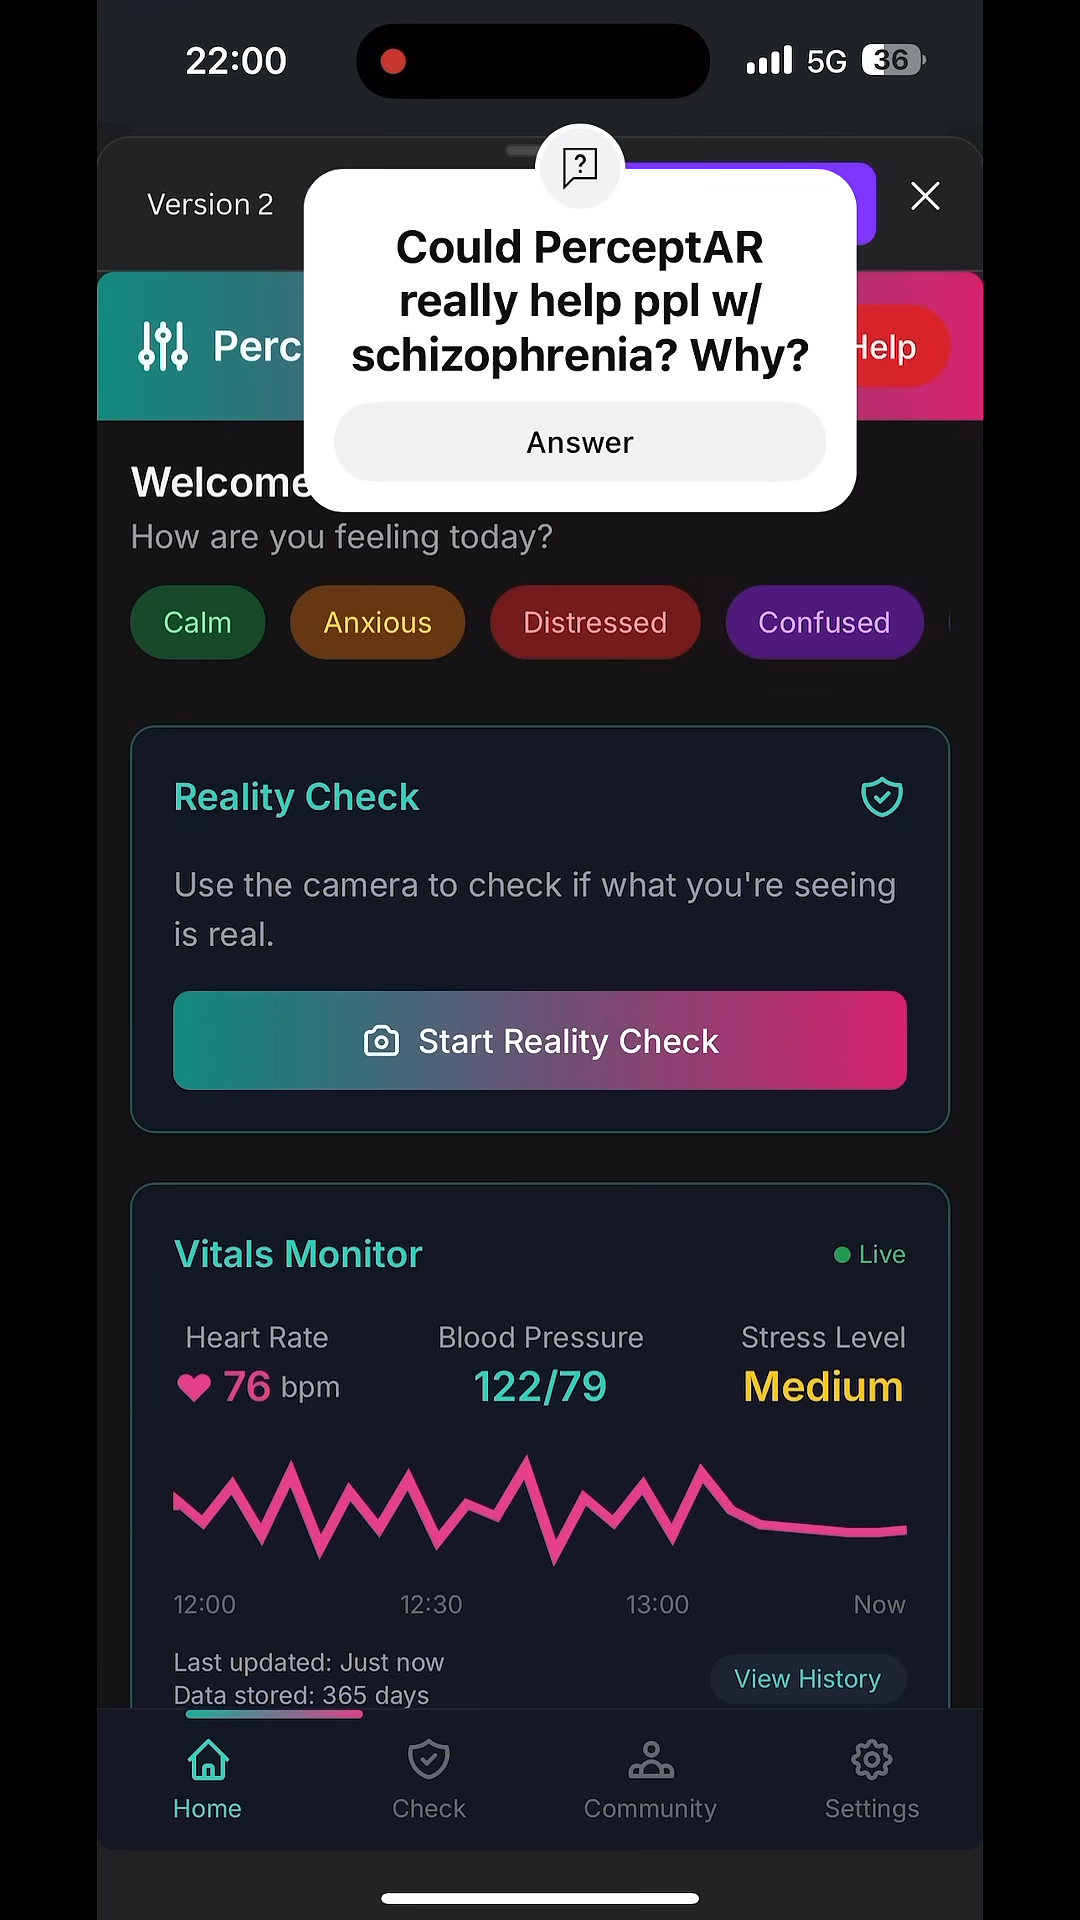 22:00
5G 36
Version 2
?
Could PerceptAR
really help ppl w/
schizophrenia? Why?
Answer
Perc
Help
Welcome
How are you feeling today?
Calm
Anxious
Distressed
Confused
Reality Check
Use the camera to check if what you're seeing
is real.
Start Reality Check
Vitals Monitor
Live
Heart Rate
Blood Pressure
Stress Level
76 bpm
122/79
Medium
12:00
12:30
13:00
Now
Last updated: Just now
Data stored: 365 days
View History
Home
Check
Community
Settings